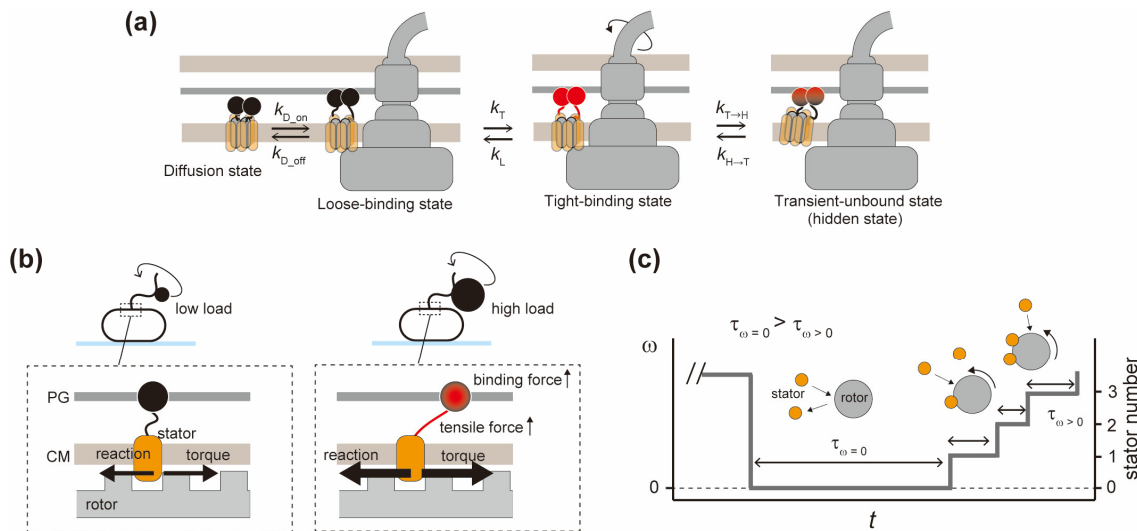 (a)
k_D_on
k_D_off
k_T
k_L
k_T→H
k_H→T
Diffusion state
Loose-binding state
Tight-binding state
Transient-unbound state
(hidden state)
(b)
low load
high load
PG
stator
CM
reaction
torque
rotor
binding force↑
tensile force↑
reaction
torque
(c)
τ_ω=0 > τ_ω>0
ω
stator
rotor
τ_ω=0
τ_ω>0
3
2
1
0
0
stator number
t